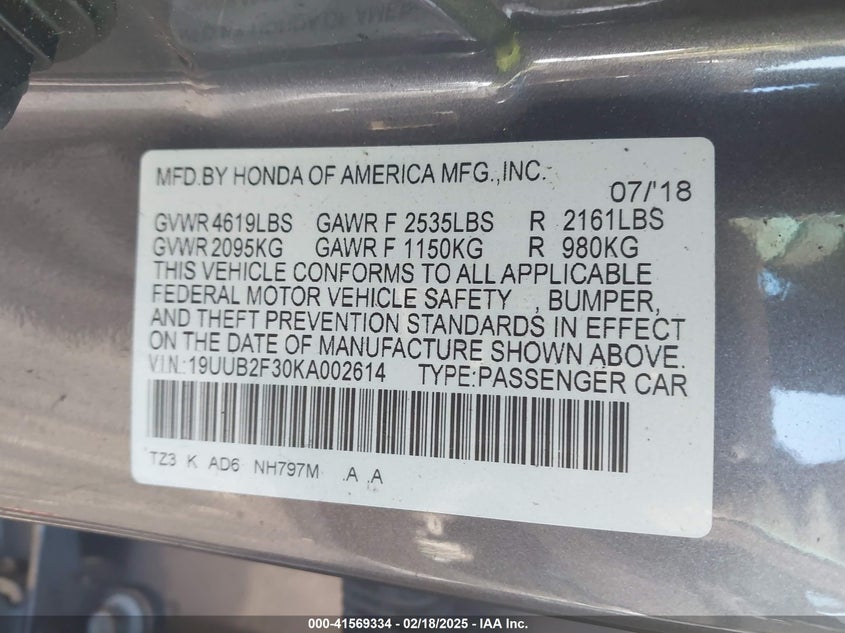 MFD.BY HONDA OF AMERICA MFG.,INC.
07/'18
GVWR 4619LBS GAWR F 2535LBS R 2161LBS
GVWR 2095KG GAWR F 1150KG R 980KG
THIS VEHICLE CONFORMS TO ALL APPLICABLE
FEDERAL MOTOR VEHICLE SAFETY , BUMPER,
AND THEFT PREVENTION STANDARDS IN EFFECT
ON THE DATE OF MANUFACTURE SHOWN ABOVE.
V.I.N.:19UUB2F30KA002614 TYPE:PASSENGER CAR
TZ3 K AD6 NH797M .A .A
000-41569334 - 02/18/2025 - IAA Inc.